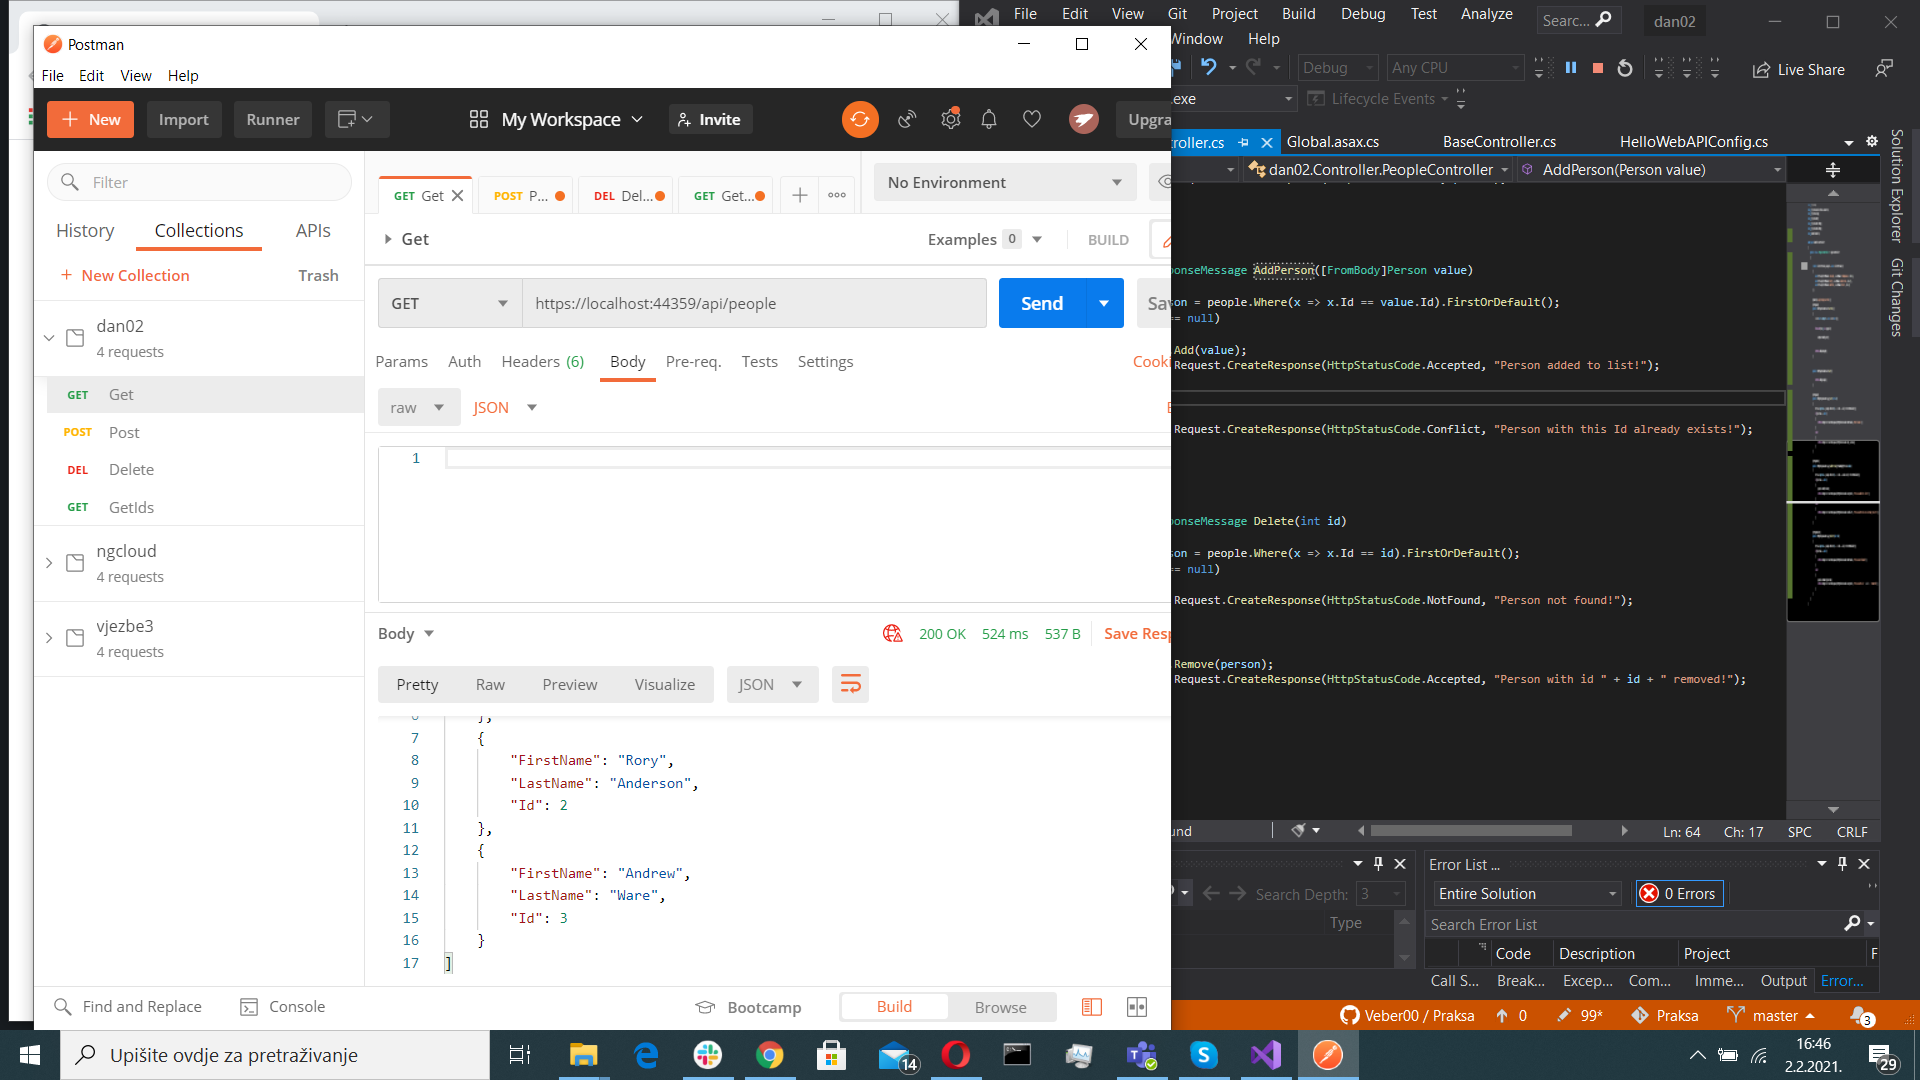 Postman
File Edit View Help
New Import Runner My Workspace Invite Upgra
Filter
History Collections APIs
+ New Collection Trash
dan02
4 requests
GET Get
POST Post
DEL Delete
GET GetIds
ngcloud
4 requests
vjezbe3
4 requests
GET Get POST P... DEL Del... GET Get... No Environment
Get Examples 0 BUILD
GET https://localhost:44359/api/people Send Sav
Params Auth Headers (6) Body Pre-req. Tests Settings Cooki
raw JSON
1
Body 200 OK 524 ms 537 B Save Resp
Pretty Raw Preview Visualize JSON
6 },
7 {
8 "FirstName": "Rory",
9 "LastName": "Anderson",
10 "Id": 2
11 },
12 {
13 "FirstName": "Andrew",
14 "LastName": "Ware",
15 "Id": 3
16 }
17 ]
Find and Replace Console Bootcamp Build Browse
File Edit View Git Project Build Debug Test Analyze Searc... dan02
Window Help
Debug Any CPU Live Share
.exe Lifecycle Events
roller.cs Global.asax.cs BaseController.cs HelloWebAPIConfig.cs
dan02.Controller.PeopleController AddPerson(Person value)
Solution Explorer
Git Changes
onseMessage AddPerson([FromBody]Person value)
son = people.Where(x => x.Id == value.Id).FirstOrDefault();
== null)
.Add(value);
Request.CreateResponse(HttpStatusCode.Accepted, "Person added to list!");
Request.CreateResponse(HttpStatusCode.Conflict, "Person with this Id already exists!");
onseMessage Delete(int id)
son = people.Where(x => x.Id == id).FirstOrDefault();
== null)
Request.CreateResponse(HttpStatusCode.NotFound, "Person not found!");
.Remove(person);
Request.CreateResponse(HttpStatusCode.Accepted, "Person with id " + id + " removed!");
und Ln: 64 Ch: 17 SPC CRLF
Search Depth: 3
Type
Error List ...
Entire Solution 0 Errors
Search Error List
Code Description Project F
Call S... Break... Excep... Com... Imme... Output Error...
Veber00 / Praksa 0 99* Praksa master 3
Upišite ovdje za pretraživanje 14 16:46
2.2.2021. 29